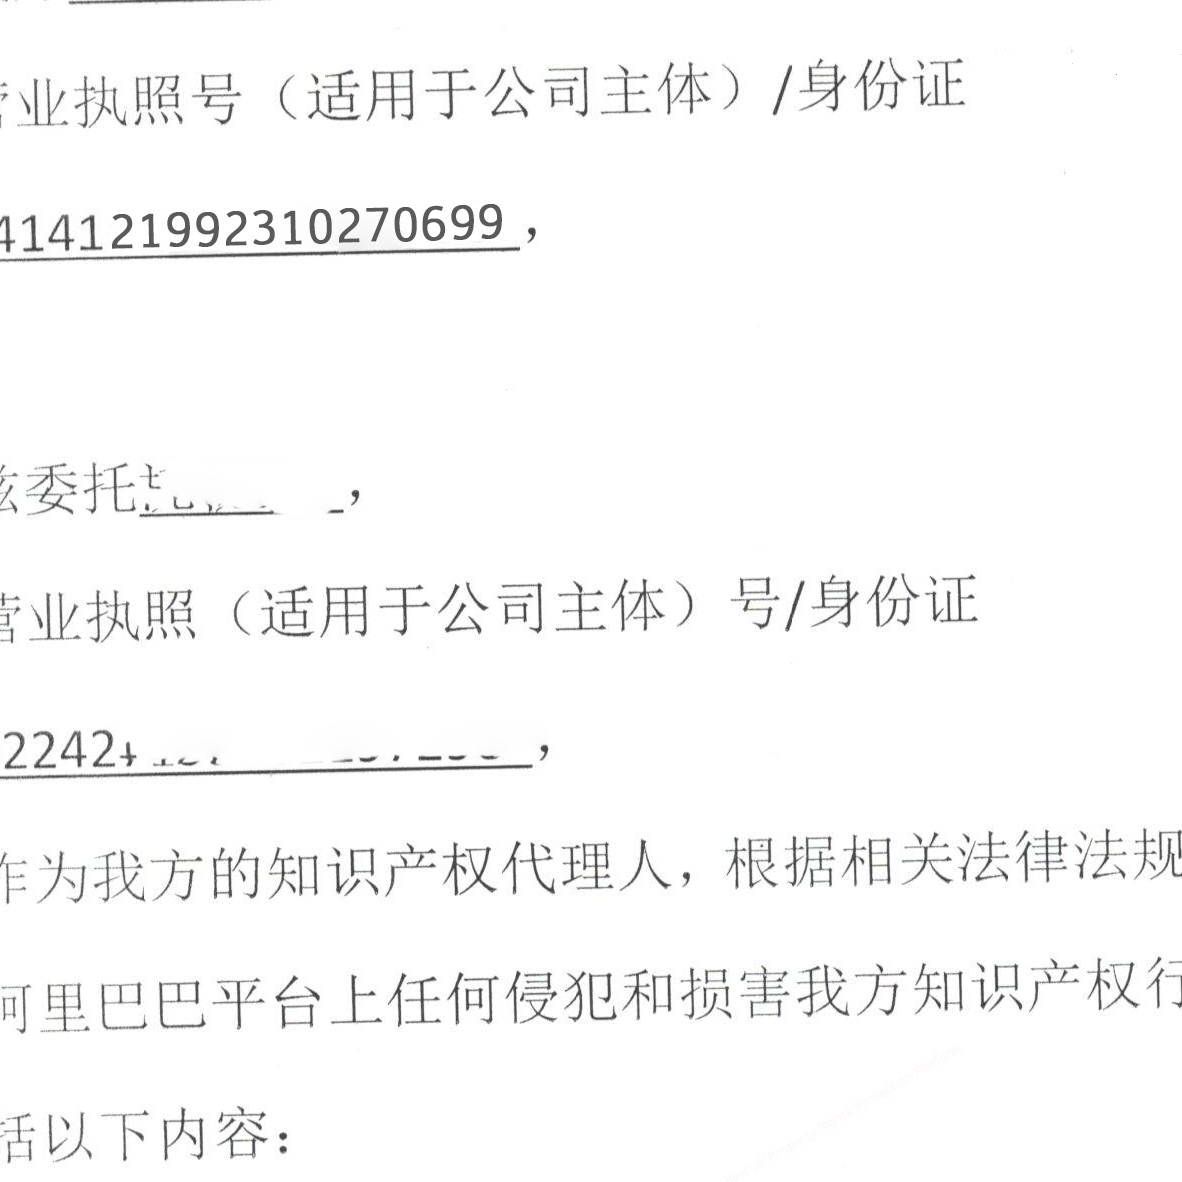 营业执照号（适用于公司主体）/身份证
414121992310270699，
兹委托，
营业执照（适用于公司主体）号/身份证
2242，
作为我方的知识产权代理人，根据相关法律法规
阿里巴巴平台上任何侵犯和损害我方知识产权行
括以下内容：